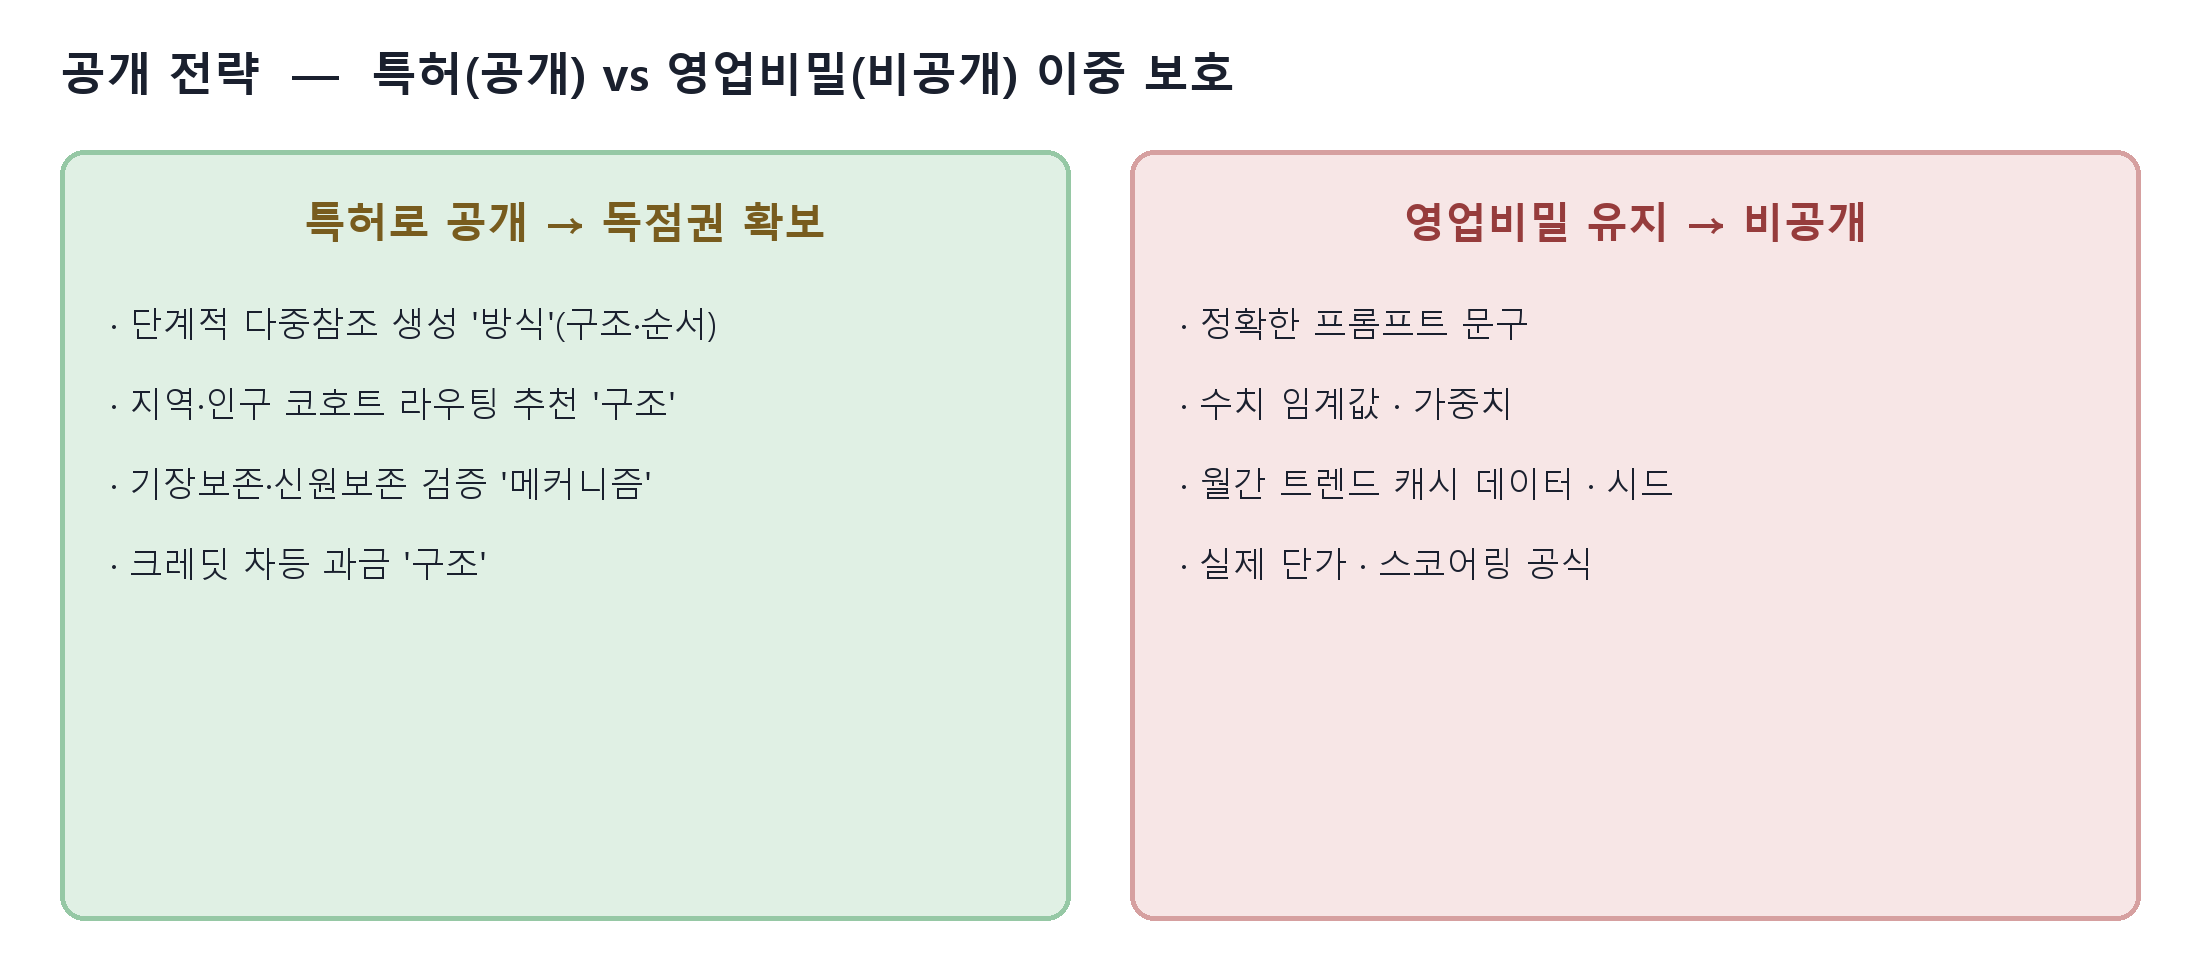 공개 전략 — 특허(공개) vs 영업비밀(비공개) 이중 보호
특허로 공개 → 독점권 확보
· 단계적 다중참조 생성 '방식'(구조·순서)
· 지역·인구 코호트 라우팅 추천 '구조'
· 기장보존·신원보존 검증 '메커니즘'
· 크레딧 차등 과금 '구조'
영업비밀 유지 → 비공개
· 정확한 프롬프트 문구
· 수치 임계값 · 가중치
· 월간 트렌드 캐시 데이터 · 시드
· 실제 단가 · 스코어링 공식